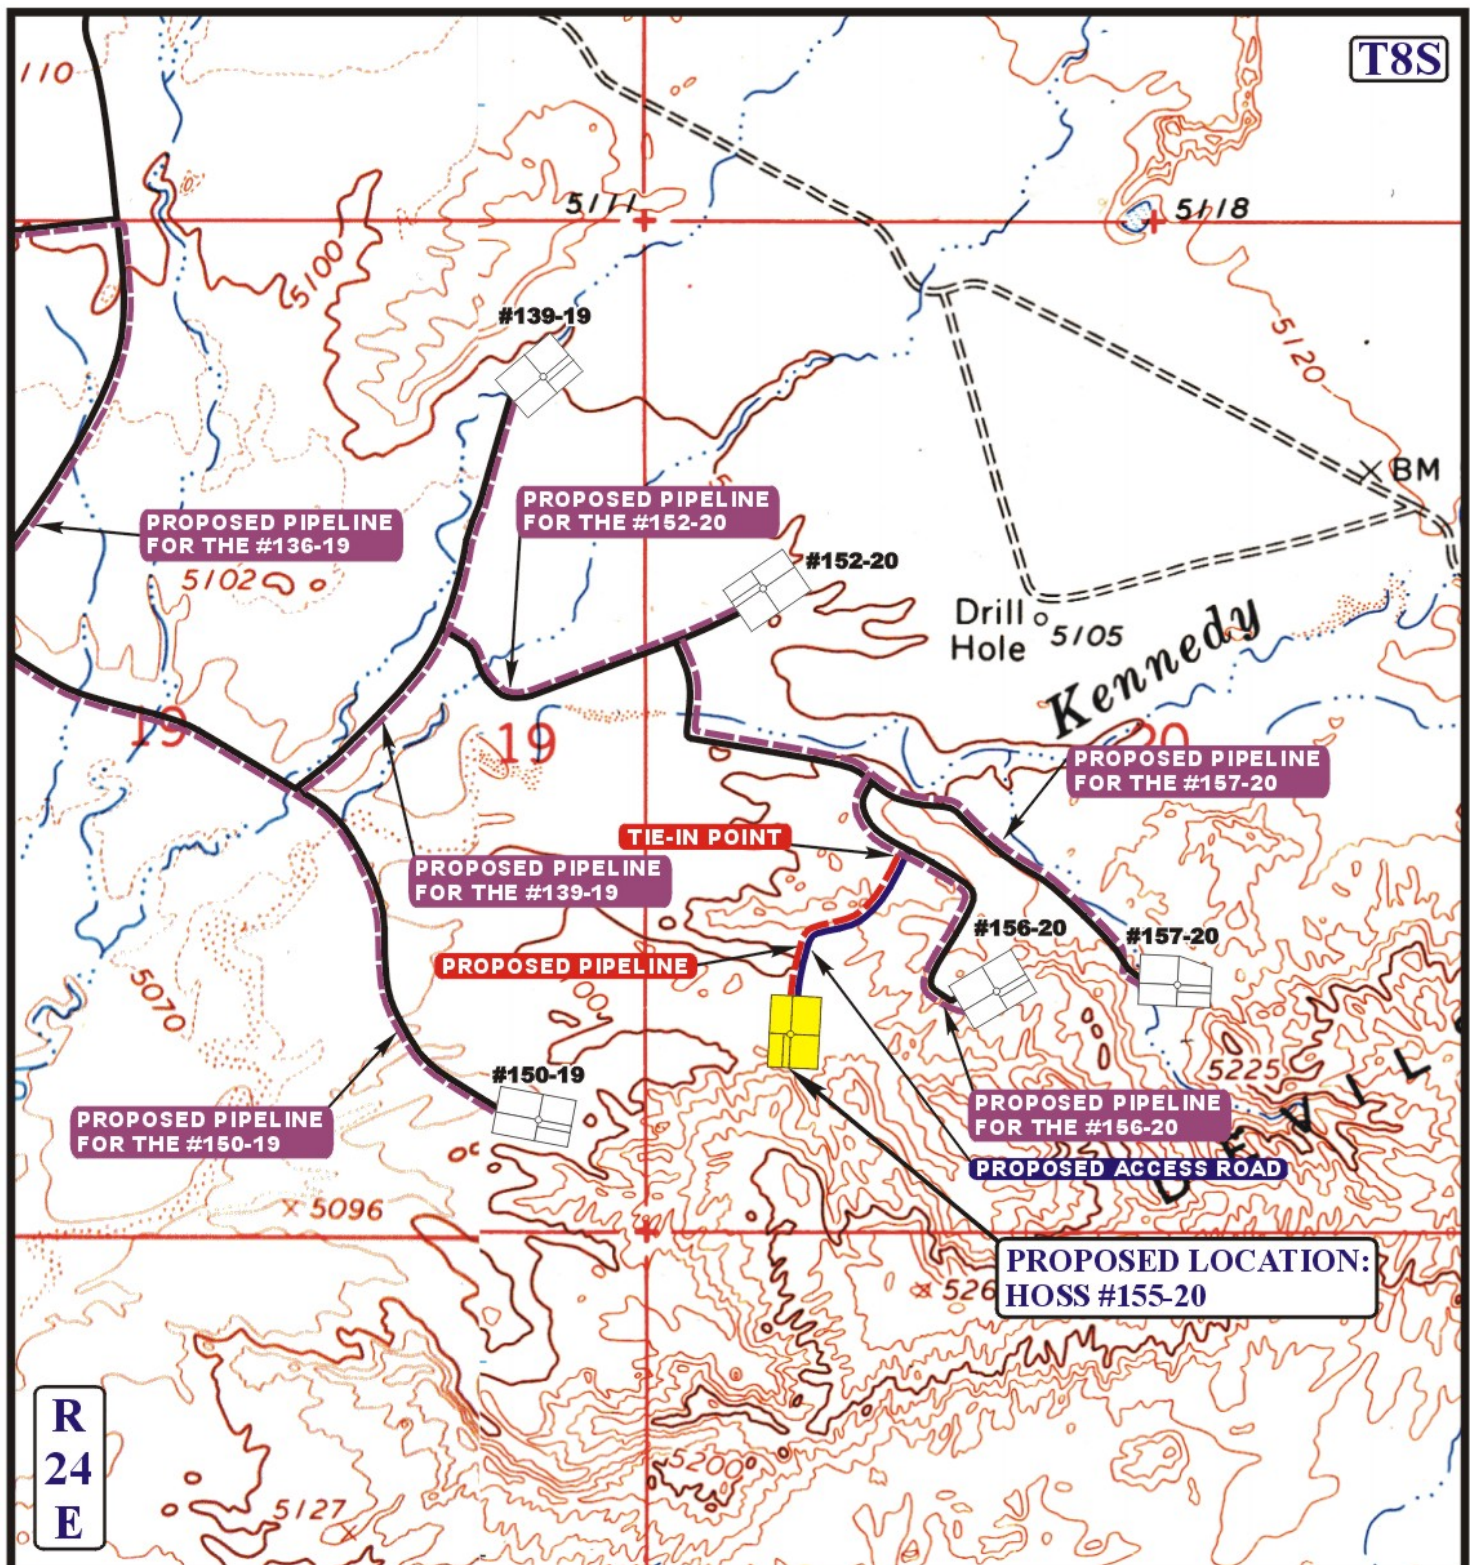 T8S
110
5111
5118
5100
#139-19
5120
BM
PROPOSED PIPELINE
FOR THE #152-20
PROPOSED PIPELINE
FOR THE #136-19
5102
#152-20
Drill
Hole
5105
Kennedy
19
19
20
PROPOSED PIPELINE
FOR THE #157-20
TIE-IN POINT
PROPOSED PIPELINE
FOR THE #139-19
#156-20
#157-20
PROPOSED PIPELINE
5070
5225
#150-19
PROPOSED PIPELINE
FOR THE #150-19
PROPOSED PIPELINE
FOR THE #156-20
PROPOSED ACCESS ROAD
DEVIL
5096
PROPOSED LOCATION:
HOSS #155-20
526
R
24
E
5200
5127